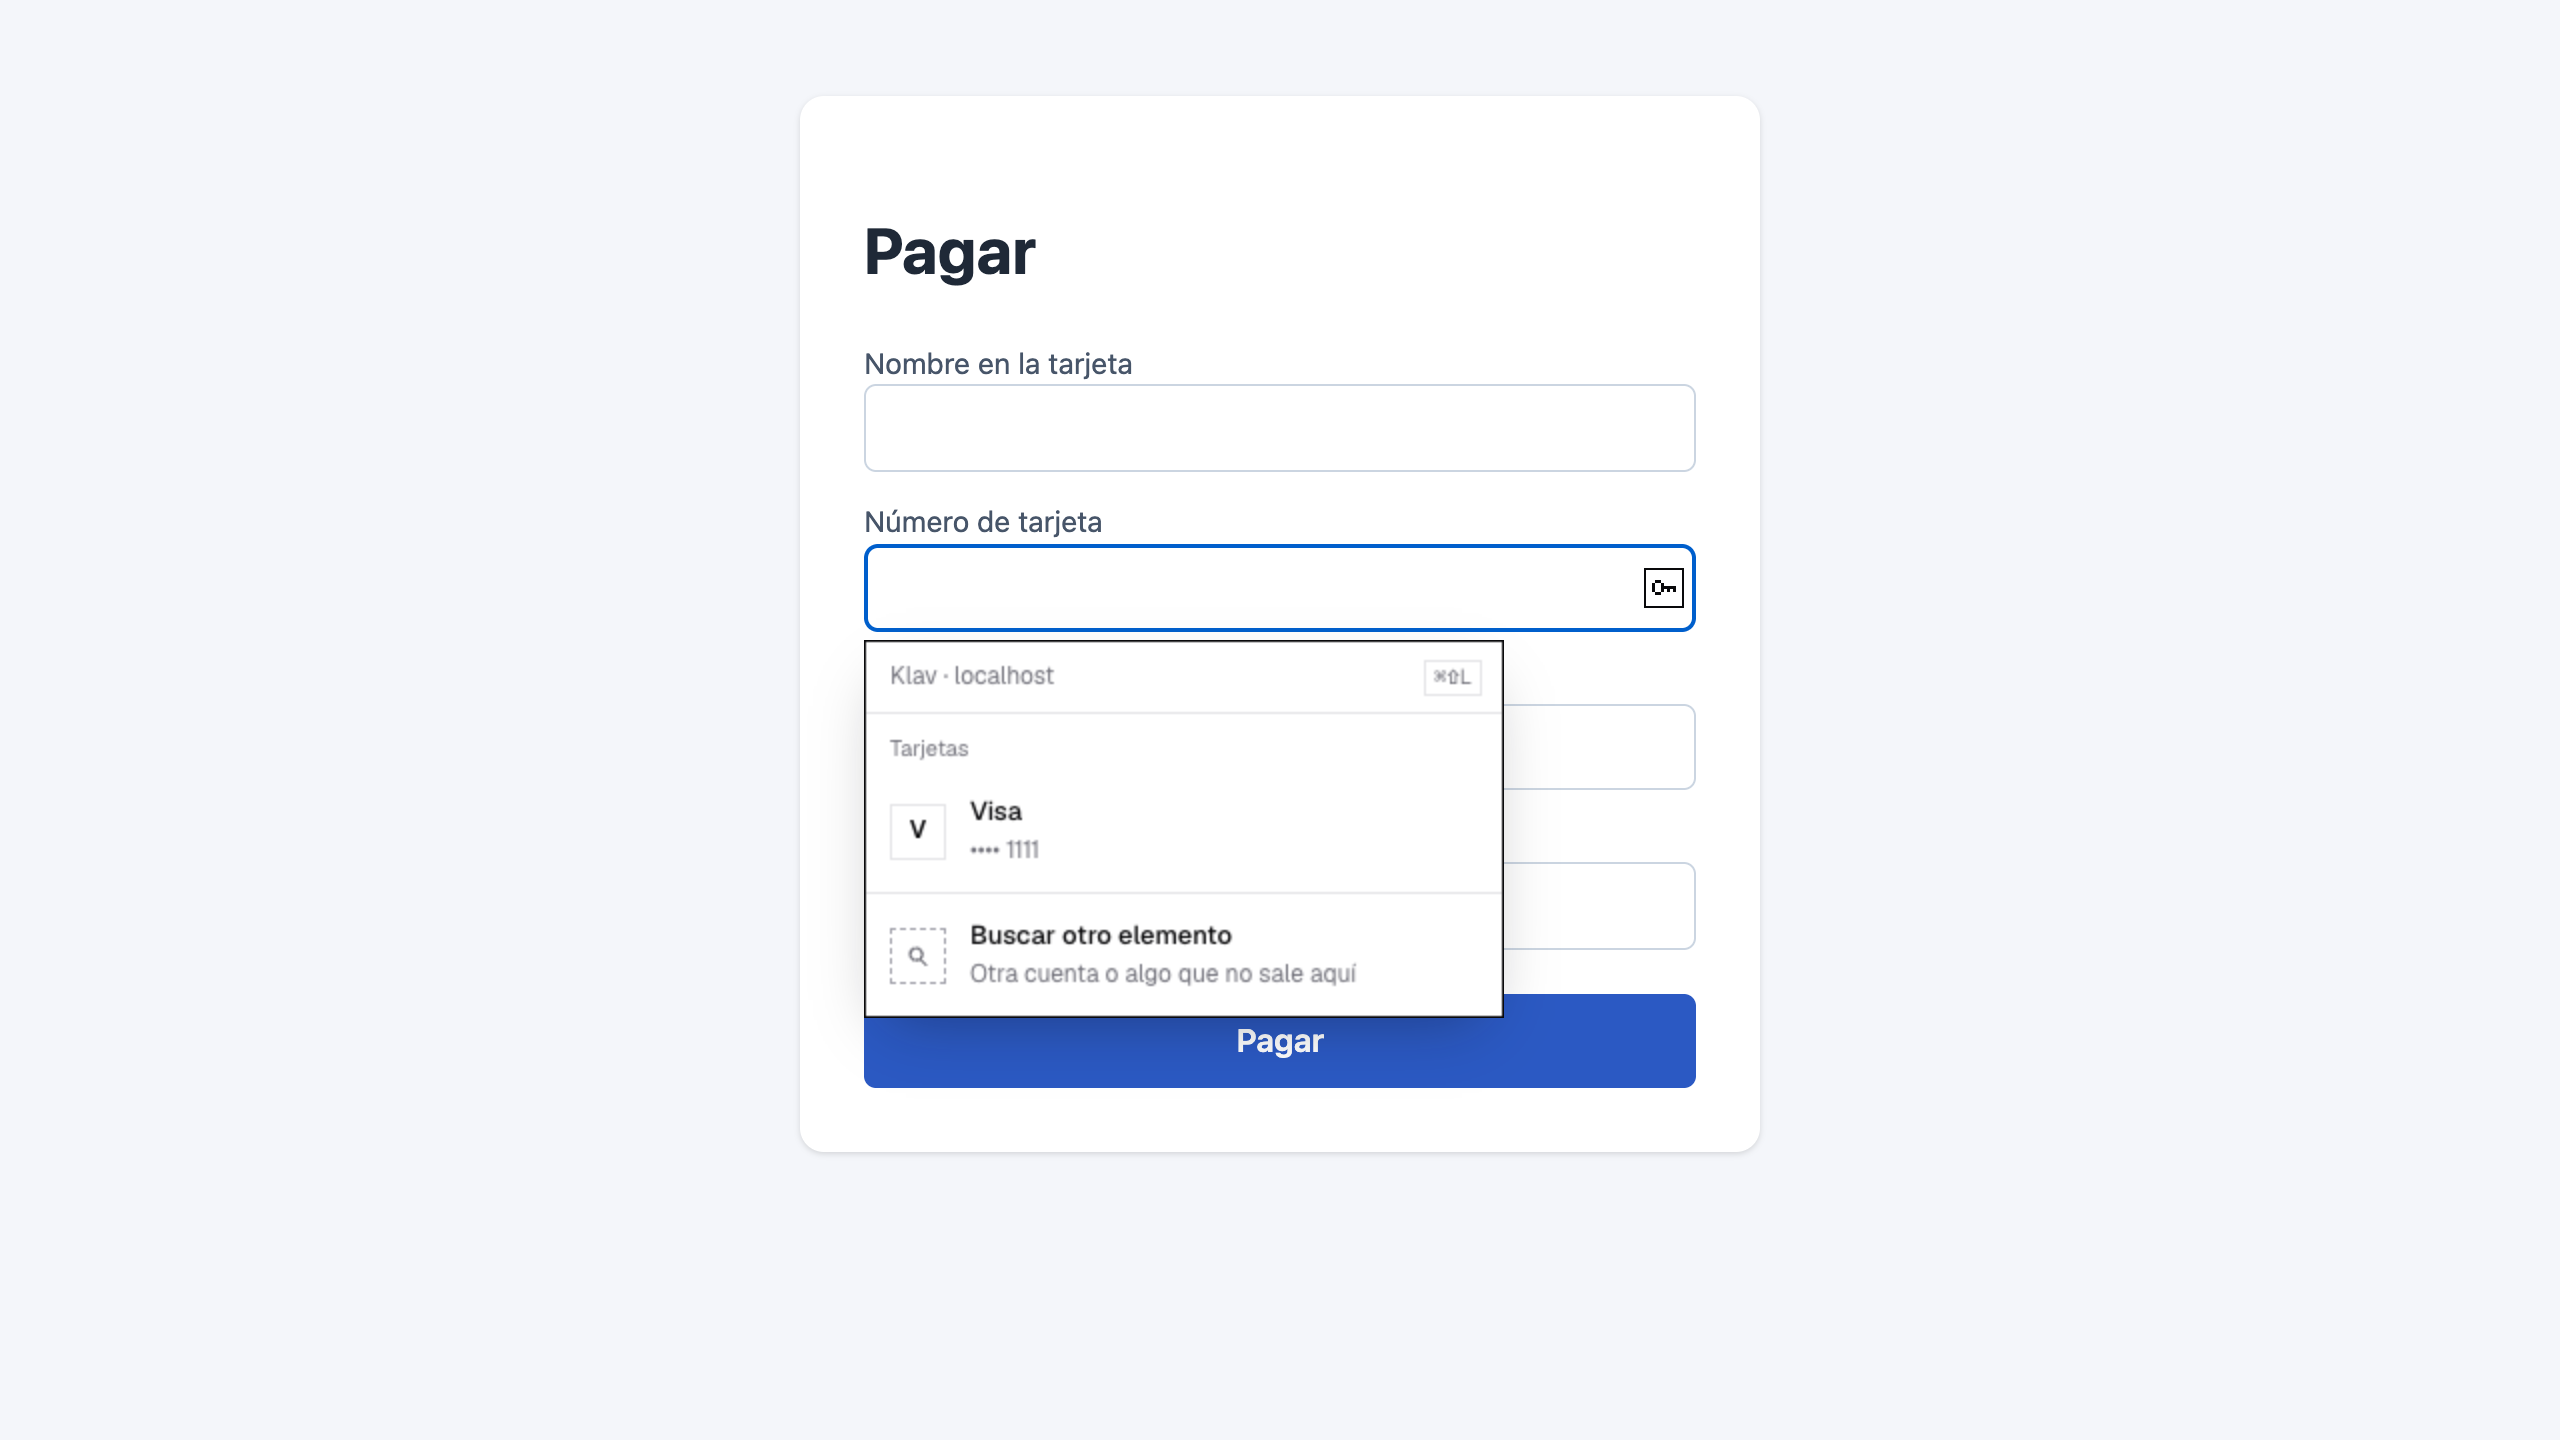 Pagar
Nombre en la tarjeta
Número de tarjeta
Klav · localhost ⌘⇧L
Tarjetas
V
Visa
•••• 1111
Buscar otro elemento
Otra cuenta o algo que no sale aquí
Pagar